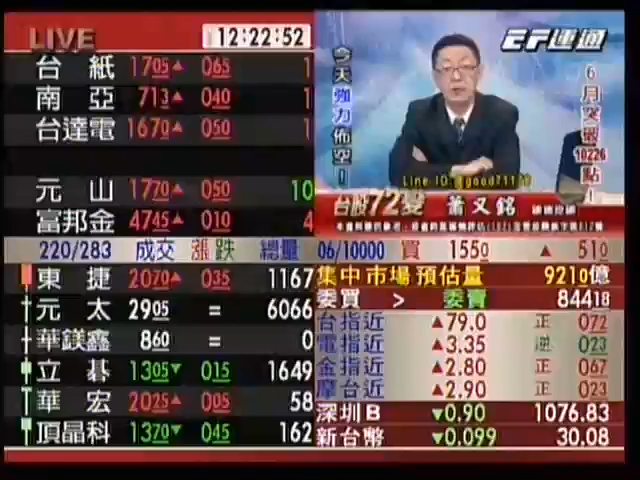 LIVE
12:22:52
台紙 1705▲ 065 1
南亞 713▲ 040 1
台達電 1670▲ 050 1
元山 1770▲ 050 10
富邦金 4745▲ 010 4
220/283 成交 漲跌 總量
東捷 2070▲ 035 1167
元太 2905 = 6066
華鎂鑫 860 = 0
立碁 1305▼ 015 1649
華宏 2025▲ 005 58
頂晶科 1370▼ 045 162
EF連通
今天強力佈空!
6月突破10226點!
Line ID:
台股72變 蕭又銘
06/10000 買 1550 ▲ 510
集中市場預估量 9210億
委買 > 委賣 84418
台指近 ▲79.0 正 072
電指近 ▲3.35 逆 023
金指近 ▲2.80 正 067
摩台近 ▲2.90 正 023
深圳B ▼0.90 1076.83
新台幣 ▼0.099 30.08